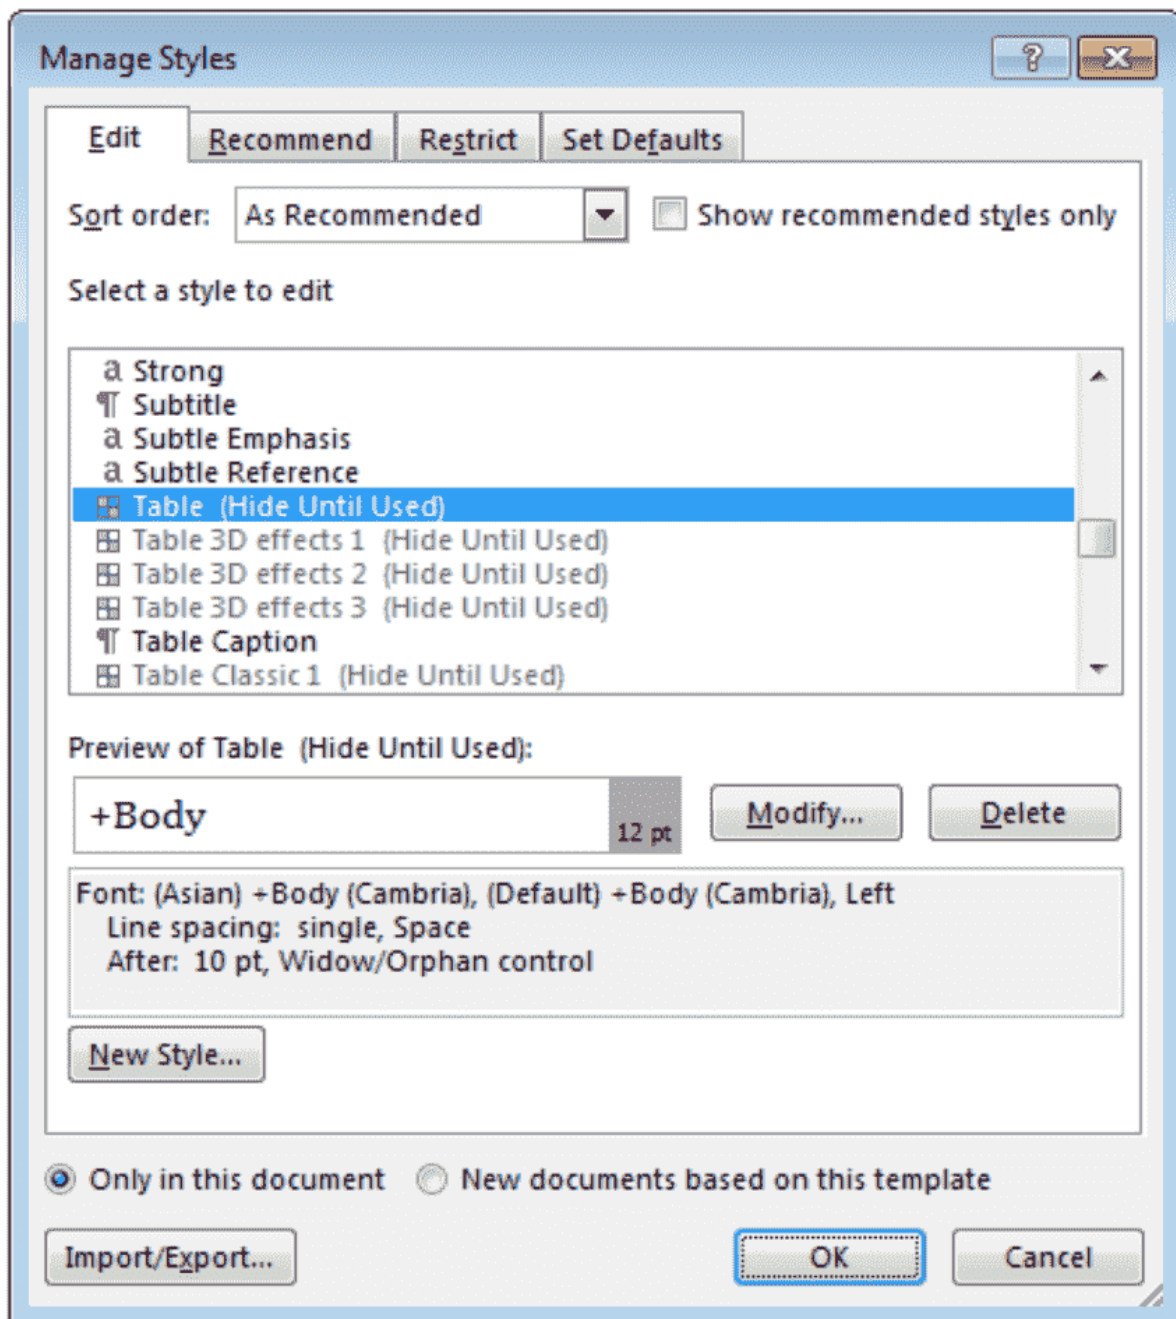 Manage Styles
Edit Recommend Restrict Set Defaults
Sort order: As Recommended Show recommended styles only
Select a style to edit
a Strong
¶ Subtitle
a Subtle Emphasis
a Subtle Reference
Table (Hide Until Used)
Table 3D effects 1 (Hide Until Used)
Table 3D effects 2 (Hide Until Used)
Table 3D effects 3 (Hide Until Used)
¶ Table Caption
Table Classic 1 (Hide Until Used)
Preview of Table (Hide Until Used):
+Body 12 pt Modify... Delete
Font: (Asian) +Body (Cambria), (Default) +Body (Cambria), Left
Line spacing: single, Space
After: 10 pt, Widow/Orphan control
New Style...
Only in this document New documents based on this template
Import/Export... OK Cancel